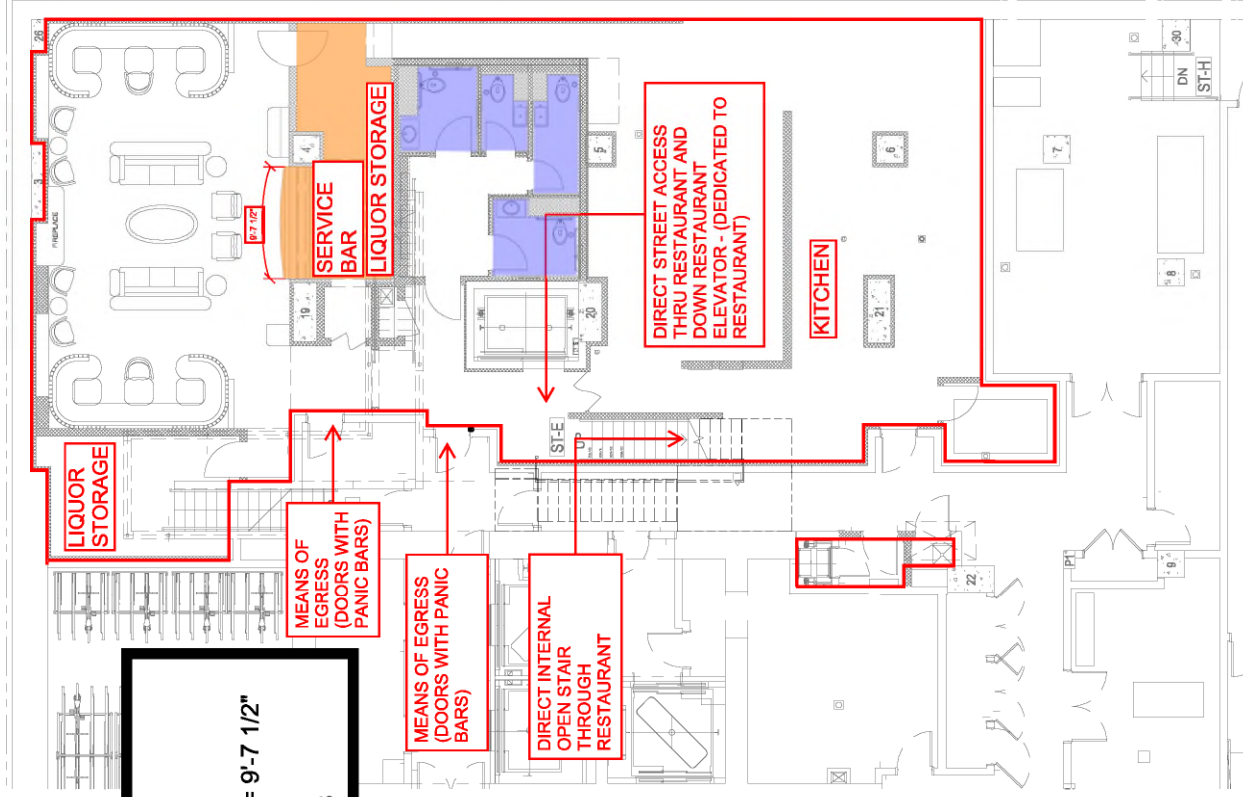 26
3
FIREPLACE
9'-7 1/2"
4
19
SERVICE
BAR
LIQUOR STORAGE
5
20
DIRECT STREET ACCESS
THRU RESTAURANT AND
DOWN RESTAURANT
ELEVATOR - (DEDICATED TO
RESTAURANT)
KITCHEN
6
21
7
8
30
DN
ST-H
LIQUOR
STORAGE
ST-E
UP
MEANS OF
EGRESS
(DOORS WITH
PANIC BARS)
MEANS OF EGRESS
(DOORS WITH PANIC
BARS)
DIRECT INTERNAL
OPEN STAIR
THROUGH
RESTAURANT
22
P1
9
= 9'-7 1/2"